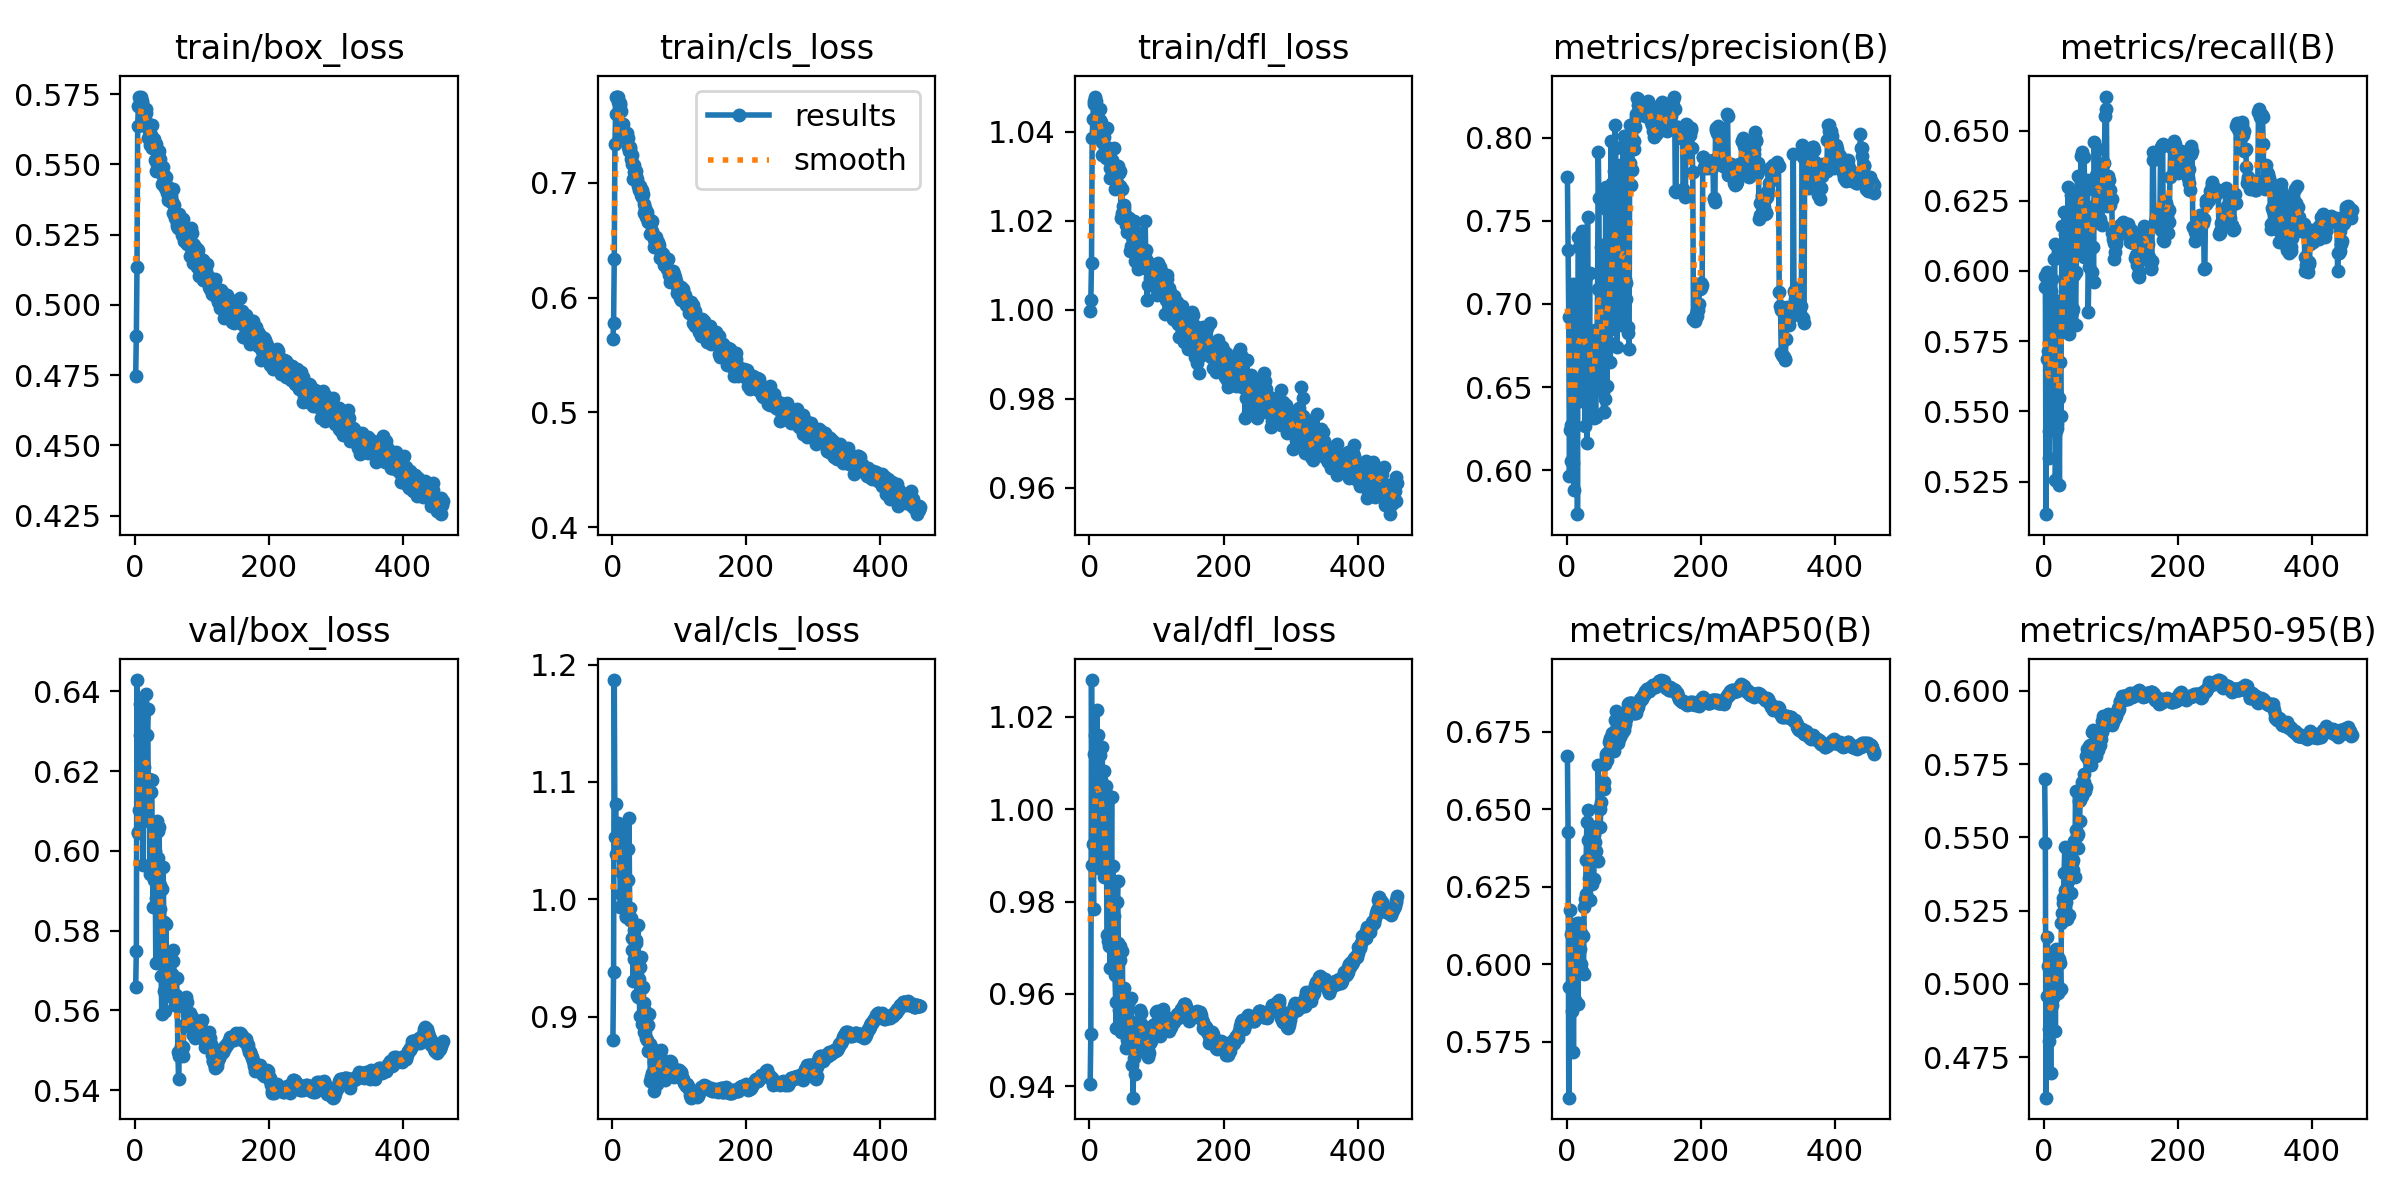 train/box_loss
train/cls_loss
train/dfl_loss
metrics/precision(B)
metrics/recall(B)
0.575
0.550
0.525
0.500
0.475
0.450
0.425
0 200 400
results
smooth
0.7
0.6
0.5
0.4
0 200 400
1.04
1.02
1.00
0.98
0.96
0 200 400
0.80
0.75
0.70
0.65
0.60
0 200 400
0.650
0.625
0.600
0.575
0.550
0.525
0 200 400
val/box_loss
val/cls_loss
val/dfl_loss
metrics/mAP50(B)
metrics/mAP50-95(B)
0.64
0.62
0.60
0.58
0.56
0.54
0 200 400
1.2
1.1
1.0
0.9
0 200 400
1.02
1.00
0.98
0.96
0.94
0 200 400
0.675
0.650
0.625
0.600
0.575
0 200 400
0.600
0.575
0.550
0.525
0.500
0.475
0 200 400